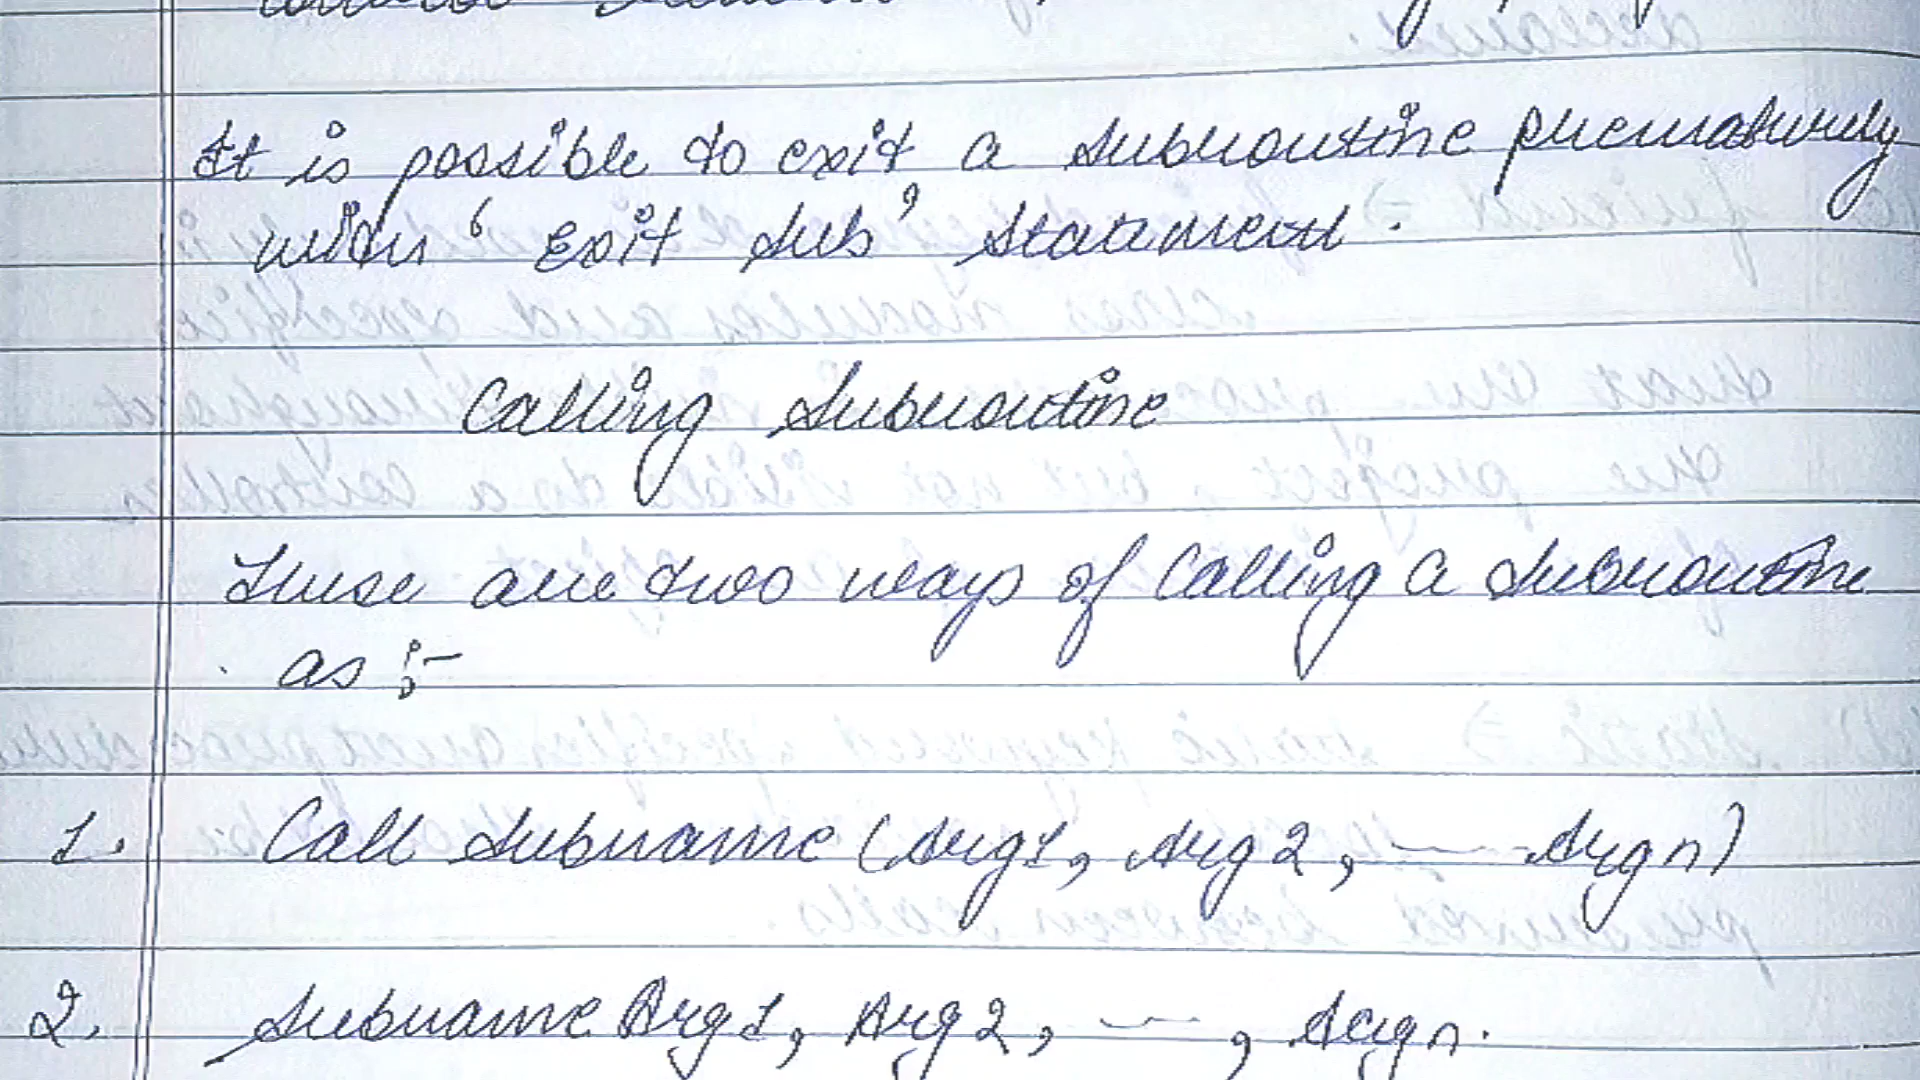 It is possible to exit a subroutine prematurely
with ' Exit Sub' statement.
Calling Subroutine
These are two ways of Calling a Subroutine
as :-
1. Call Subname (Arg1, Arg2, ---- Argn)
2. Subname Arg1, Arg2, ---- , Argn.